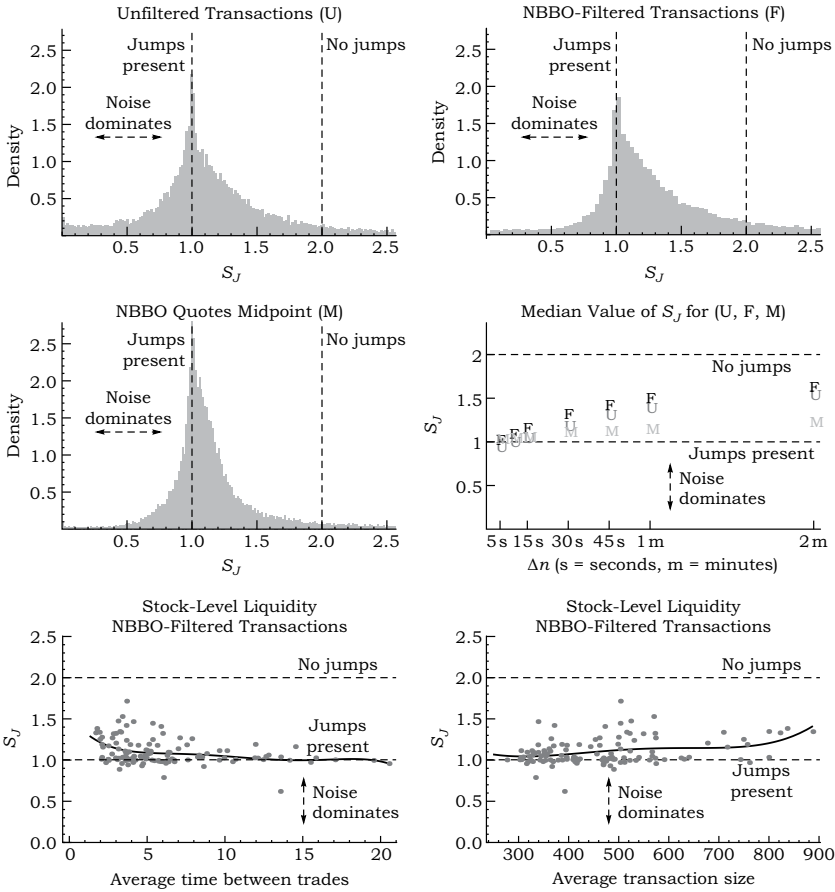 Unfiltered Transactions (U)
Jumps present
No jumps
Noise dominates
Density
2.5
2.0
1.5
1.0
0.5
0.5 1.0 1.5 2.0 2.5
S_J
NBBO-Filtered Transactions (F)
Jumps present
No jumps
Noise dominates
Density
2.5
2.0
1.5
1.0
0.5
0.5 1.0 1.5 2.0 2.5
S_J
NBBO Quotes Midpoint (M)
Jumps present
No jumps
Noise dominates
Density
2.5
2.0
1.5
1.0
0.5
0.5 1.0 1.5 2.0 2.5
S_J
Median Value of S_J for (U, F, M)
S_J
2
1.5
1
0.5
No jumps
Jumps present
Noise dominates
F F F F F F F
U U U U U U
M M M M M
5 s 15 s 30 s 45 s 1 m 2 m
Δn (s = seconds, m = minutes)
Stock-Level Liquidity
NBBO-Filtered Transactions
S_J
2.5
2.0
1.5
1.0
0.5
0.0
No jumps
Jumps present
Noise dominates
0 5 10 15 20
Average time between trades
Stock-Level Liquidity
NBBO-Filtered Transactions
S_J
2.5
2.0
1.5
1.0
0.5
0.0
No jumps
Jumps present
Noise dominates
300 400 500 600 700 800 900
Average transaction size